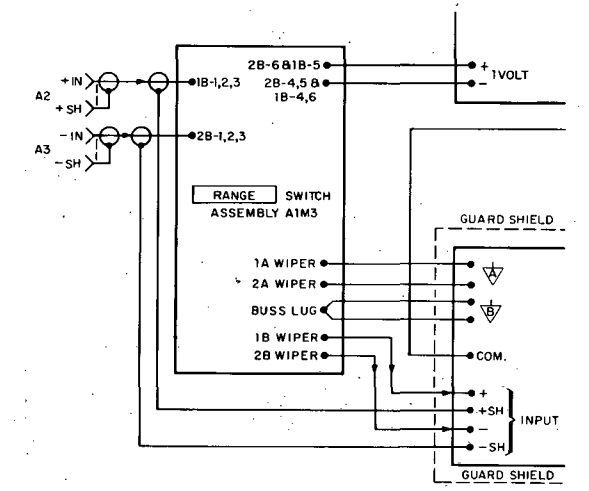 2B-6&1B-5
+ 1VOLT
+IN
1B-1,2,3
2B-4,5&
1B-4,6
-
A2
+SH
-IN
2B-1,2,3
A3
-SH
RANGE SWITCH
ASSEMBLY A1M3
GUARD SHIELD
1A WIPER
A
2A WIPER
BUSS LUG
B
1B WIPER
2B WIPER
COM.
+
+SH
INPUT
-
-SH
GUARD SHIELD